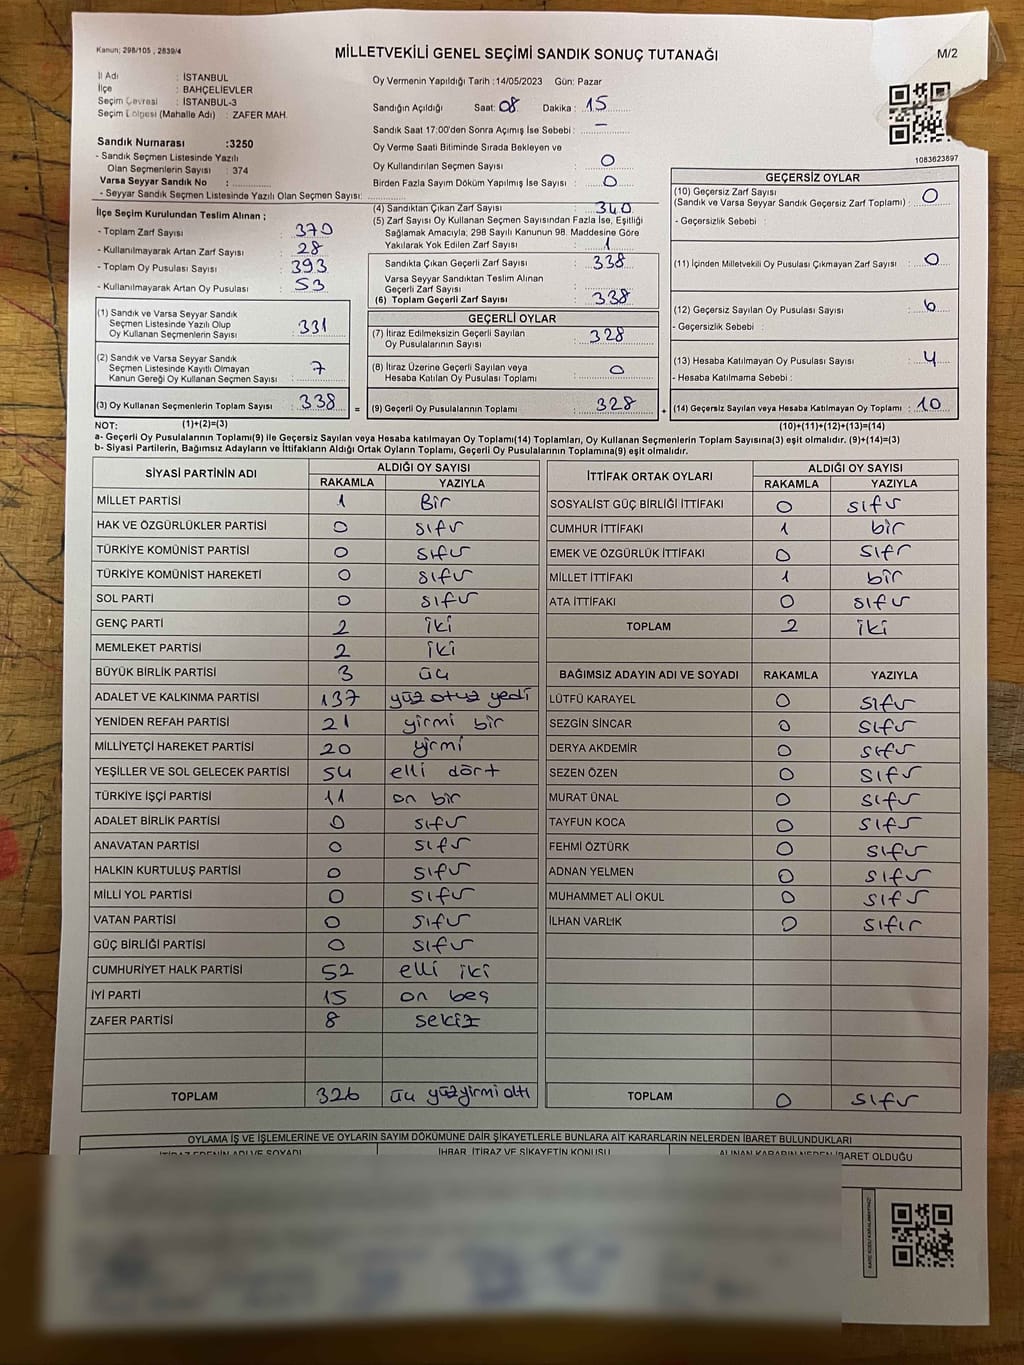 Kanun; 298/105 , 2839/4
MİLLETVEKİLİ GENEL SEÇİMİ SANDIK SONUÇ TUTANAĞI
M/2
İl Adı : İSTANBUL
İlçe : BAHÇELİEVLER
Seçim Çevresi : İSTANBUL-3
Seçim Bölgesi (Mahalle Adı) : ZAFER MAH.
Sandık Numarası :3250
- Sandık Seçmen Listesinde Yazılı
Olan Seçmenlerin Sayısı : 374
Varsa Seyyar Sandık No :
- Seyyar Sandık Seçmen Listesinde Yazılı Olan Seçmen Sayısı:
Oy Vermenin Yapıldığı Tarih :14/05/2023 Gün: Pazar
Sandığın Açıldığı Saat: 08 Dakika : 15
Sandık Saat 17:00'den Sonra Açımış İse Sebebi : —
Oy Verme Saati Bitiminde Sırada Bekleyen ve
Oy Kullandırılan Seçmen Sayısı : 0
Birden Fazla Sayım Döküm Yapılmış İse Sayısı : 0
1083623897
İlçe Seçim Kurulundan Teslim Alınan ;
- Toplam Zarf Sayısı : 370
- Kullanılmayarak Artan Zarf Sayısı : 28
- Toplam Oy Pusulası Sayısı : 393
- Kullanılmayarak Artan Oy Pusulası : 53
(1) Sandık ve Varsa Seyyar Sandık
Seçmen Listesinde Yazılı Olup
Oy Kullanan Seçmenlerin Sayısı : 331
(2) Sandık ve Varsa Seyyar Sandık
Seçmen Listesinde Kayıtlı Olmayan
Kanun Gereği Oy Kullanan Seçmen Sayısı : 7
(3) Oy Kullanan Seçmenlerin Toplam Sayısı : 338
(1)+(2)=(3)
(4) Sandıktan Çıkan Zarf Sayısı : 340
(5) Zarf Sayısı Oy Kullanan Seçmen Sayısından Fazla İse, Eşitliği
Sağlamak Amacıyla; 298 Sayılı Kanunun 98. Maddesine Göre
Yakılarak Yok Edilen Zarf Sayısı : 1
Sandıkta Çıkan Geçerli Zarf Sayısı : 338
Varsa Seyyar Sandıktan Teslim Alınan
Geçerli Zarf Sayısı :
(6) Toplam Geçerli Zarf Sayısı : 338
GEÇERLİ OYLAR
(7) İtiraz Edilmeksizin Geçerli Sayılan
Oy Pusulalarının Sayısı : 328
(8) İtiraz Üzerine Geçerli Sayılan veya
Hesaba Katılan Oy Pusulası Toplamı : 0
= (9) Geçerli Oy Pusulalarının Toplamı : 328
GEÇERSİZ OYLAR
(10) Geçersiz Zarf Sayısı
(Sandık ve Varsa Seyyar Sandık Geçersiz Zarf Toplamı) : 0
- Geçersizlik Sebebi :
(11) İçinden Milletvekili Oy Pusulası Çıkmayan Zarf Sayısı : 0
(12) Geçersiz Sayılan Oy Pusulası Sayısı : 6
- Geçersizlik Sebebi :
(13) Hesaba Katılmayan Oy Pusulası Sayısı : 4
- Hesaba Katılmama Sebebi :
+ (14) Geçersiz Sayılan veya Hesaba Katılmayan Oy Toplamı : 10
(10)+(11)+(12)+(13)=(14)
NOT:
a- Geçerli Oy Pusulalarının Toplamı(9) ile Geçersiz Sayılan veya Hesaba katılmayan Oy Toplamı(14) Toplamları, Oy Kullanan Seçmenlerin Toplam Sayısına(3) eşit olmalıdır. (9)+(14)=(3)
b- Siyasi Partilerin, Bağımsız Adayların ve İttifakların Aldığı Ortak Oyların Toplamı, Geçerli Oy Pusulalarının Toplamına(9) eşit olmalıdır.
SİYASİ PARTİNİN ADI ALDIĞI OY SAYISI
RAKAMLA YAZIYLA
MİLLET PARTİSİ 1 Bir
HAK VE ÖZGÜRLÜKLER PARTİSİ 0 sıfır
TÜRKİYE KOMÜNİST PARTİSİ 0 sıfır
TÜRKİYE KOMÜNİST HAREKETİ 0 sıfır
SOL PARTİ 0 sıfır
GENÇ PARTİ 2 iki
MEMLEKET PARTİSİ 2 iki
BÜYÜK BİRLİK PARTİSİ 3 üç
ADALET VE KALKINMA PARTİSİ 137 yüz otuz yedi
YENİDEN REFAH PARTİSİ 21 yirmi bir
MİLLİYETÇİ HAREKET PARTİSİ 20 yirmi
YEŞİLLER VE SOL GELECEK PARTİSİ 54 elli dört
TÜRKİYE İŞÇİ PARTİSİ 11 on bir
ADALET BİRLİK PARTİSİ 0 sıfır
ANAVATAN PARTİSİ 0 sıfır
HALKIN KURTULUŞ PARTİSİ 0 sıfır
MİLLİ YOL PARTİSİ 0 sıfır
VATAN PARTİSİ 0 sıfır
GÜÇ BİRLİĞİ PARTİSİ 0 sıfır
CUMHURİYET HALK PARTİSİ 52 elli iki
İYİ PARTİ 15 on beş
ZAFER PARTİSİ 8 sekiz
TOPLAM 326 üç yüzyirmi altı
İTTİFAK ORTAK OYLARI ALDIĞI OY SAYISI
RAKAMLA YAZIYLA
SOSYALİST GÜÇ BİRLİĞİ İTTİFAKI 0 sıfır
CUMHUR İTTİFAKI 1 bir
EMEK VE ÖZGÜRLÜK İTTİFAKI 0 sıfır
MİLLET İTTİFAKI 1 bir
ATA İTTİFAKI 0 sıfır
TOPLAM 2 iki
BAĞIMSIZ ADAYIN ADI VE SOYADI RAKAMLA YAZIYLA
LÜTFÜ KARAYEL 0 sıfır
SEZGİN SİNCAR 0 sıfır
DERYA AKDEMİR 0 sıfır
SEZEN ÖZEN 0 sıfır
MURAT ÜNAL 0 sıfır
TAYFUN KOCA 0 sıfır
FEHMİ ÖZTÜRK 0 sıfır
ADNAN YELMEN 0 sıfır
MUHAMMET ALİ OKUL 0 sıfır
İLHAN VARLIK 0 sıfır
TOPLAM 0 sıfır
OYLAMA İŞ VE İŞLEMLERİNE VE OYLARIN SAYIM DÖKÜMÜNE DAİR ŞİKAYETLERLE BUNLARA AİT KARARLARIN NELERDEN İBARET BULUNDUKLARI
İTİRAZ EDENİN ADI VE SOYADI İHBAR, İTİRAZ VE ŞİKAYETİN KONUSU ALINAN KARARIN NEDEN İBARET OLDUĞU